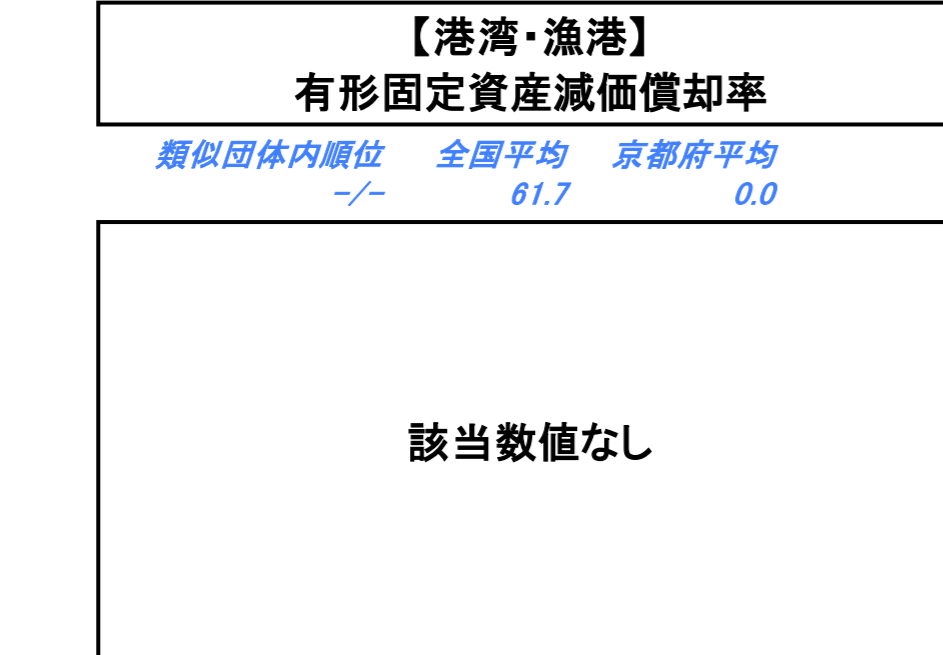 【港湾・漁港】
有形固定資産減価償却率
類似団体内順位 全国平均 京都府平均
-/- 61.7 0.0
該当数値なし